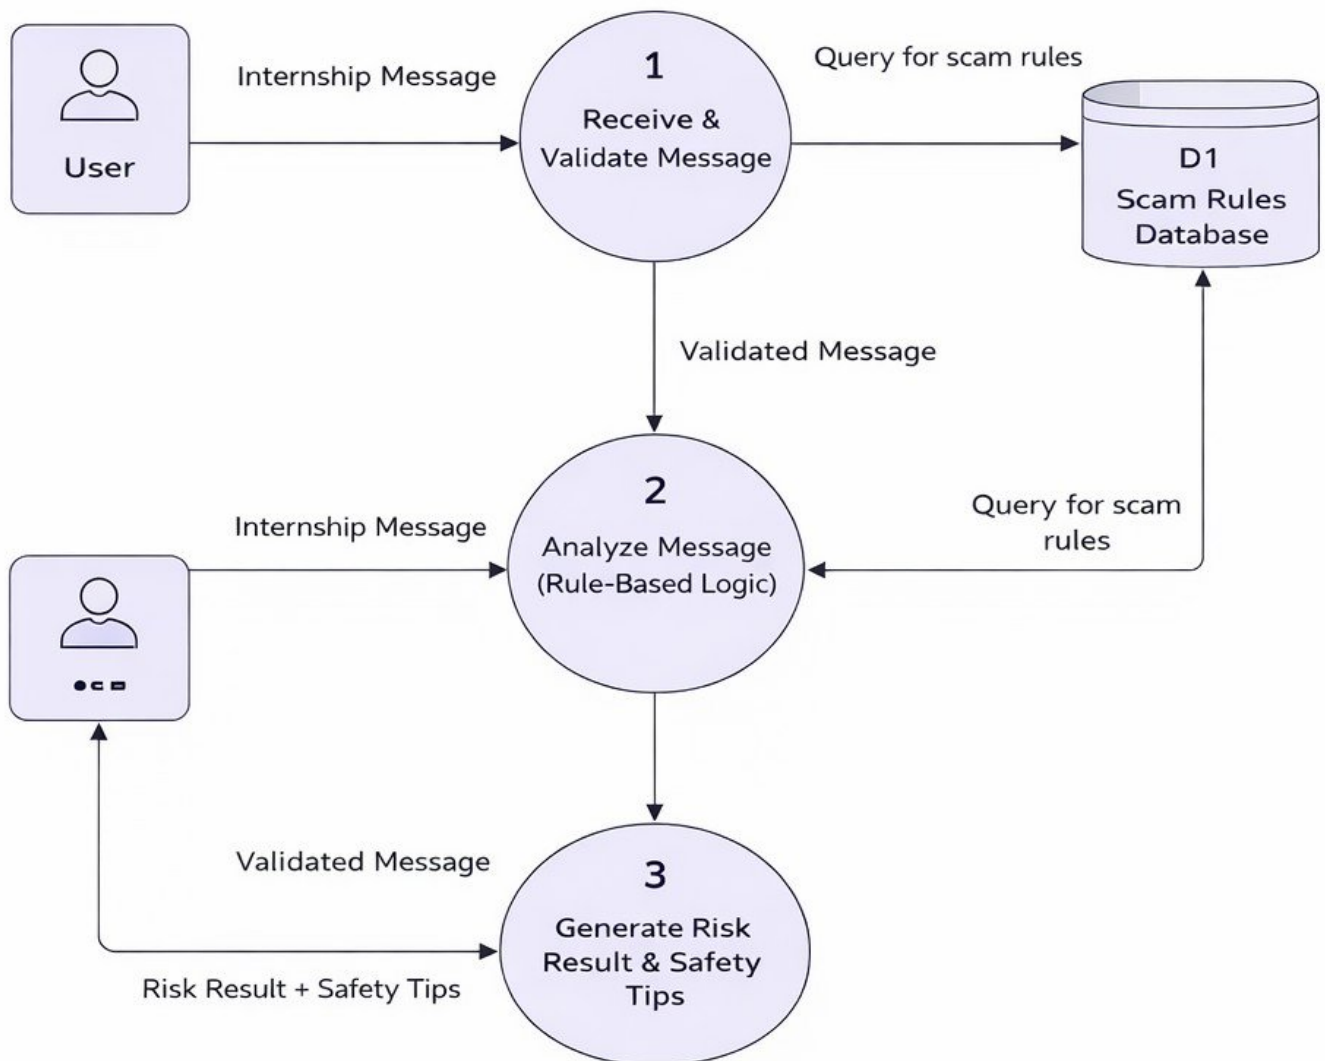 Internship Message
Query for scam rules
User
1
Receive &
Validate Message
D1
Scam Rules
Database
Validated Message
Internship Message
2
Analyze Message
(Rule-Based Logic)
Query for scam
rules
Validated Message
3
Generate Risk
Result & Safety
Tips
Risk Result + Safety Tips